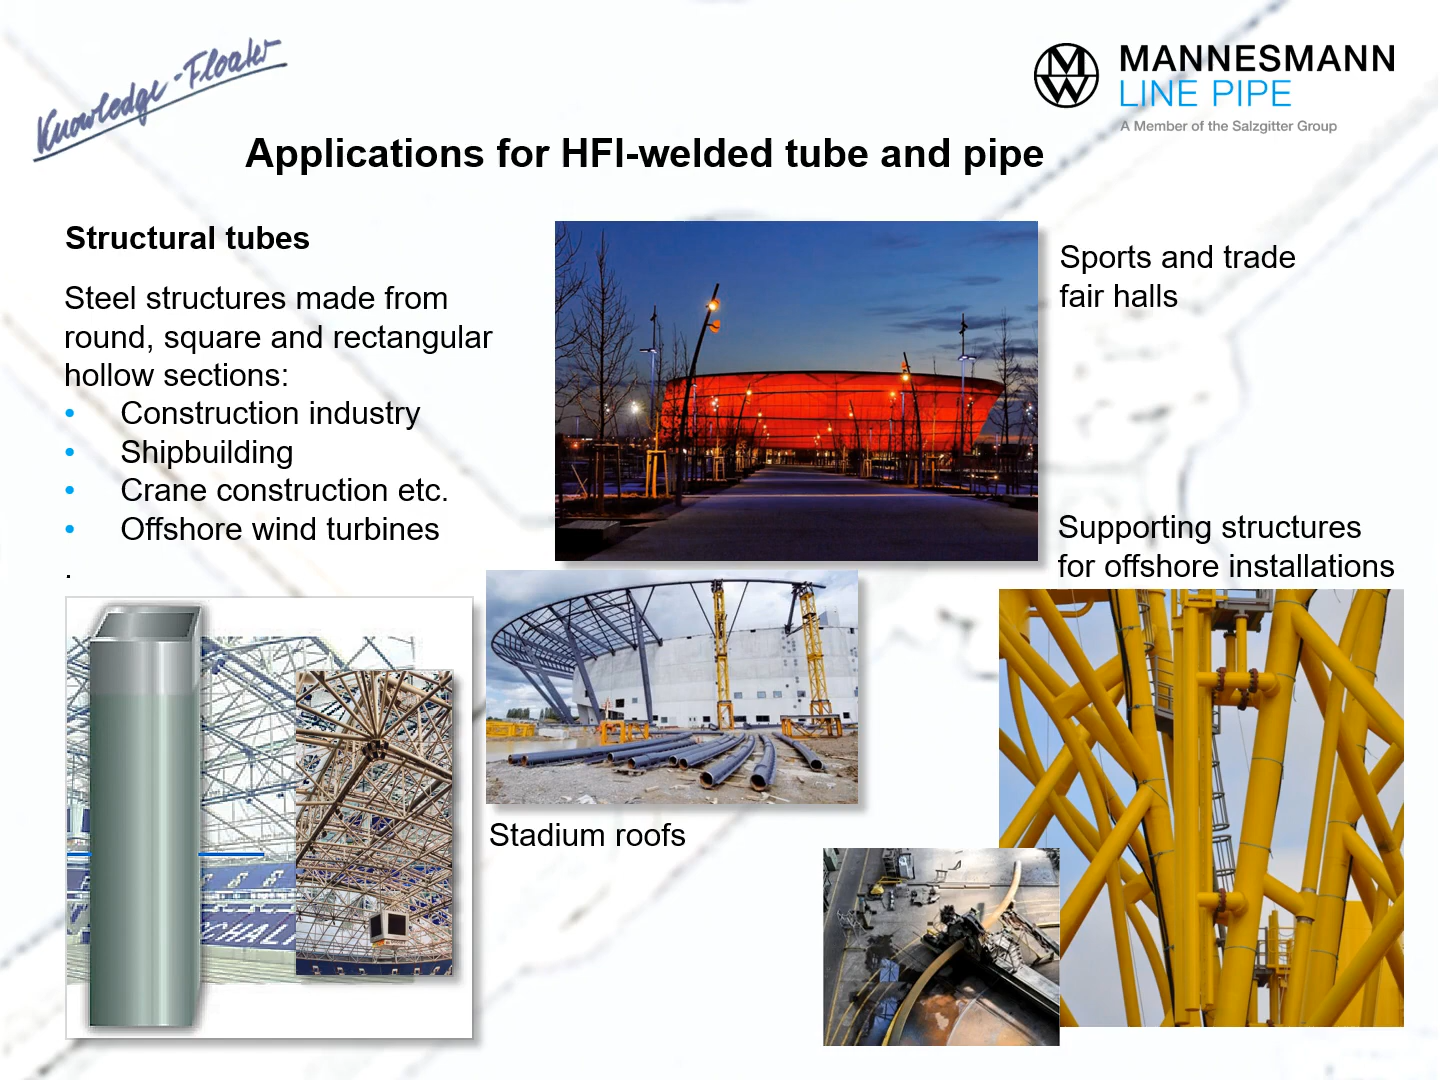 Knowledge-Floater
MANNESMANN
LINE PIPE
A Member of the Salzgitter Group
Applications for HFI-welded tube and pipe
Structural tubes
Steel structures made from
round, square and rectangular
hollow sections:
• Construction industry
• Shipbuilding
• Crane construction etc.
• Offshore wind turbines
.
Sports and trade
fair halls
Supporting structures
for offshore installations
Stadium roofs